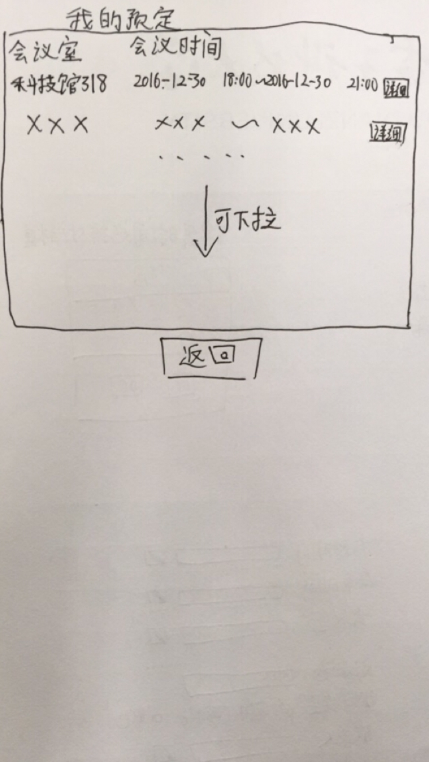 我的预定
会议室 会议时间
科技馆318 2016-12-30 18:00~2016-12-30 21:00 详细
××× ××× ~ ××× 详细
.....
可下拉
返回